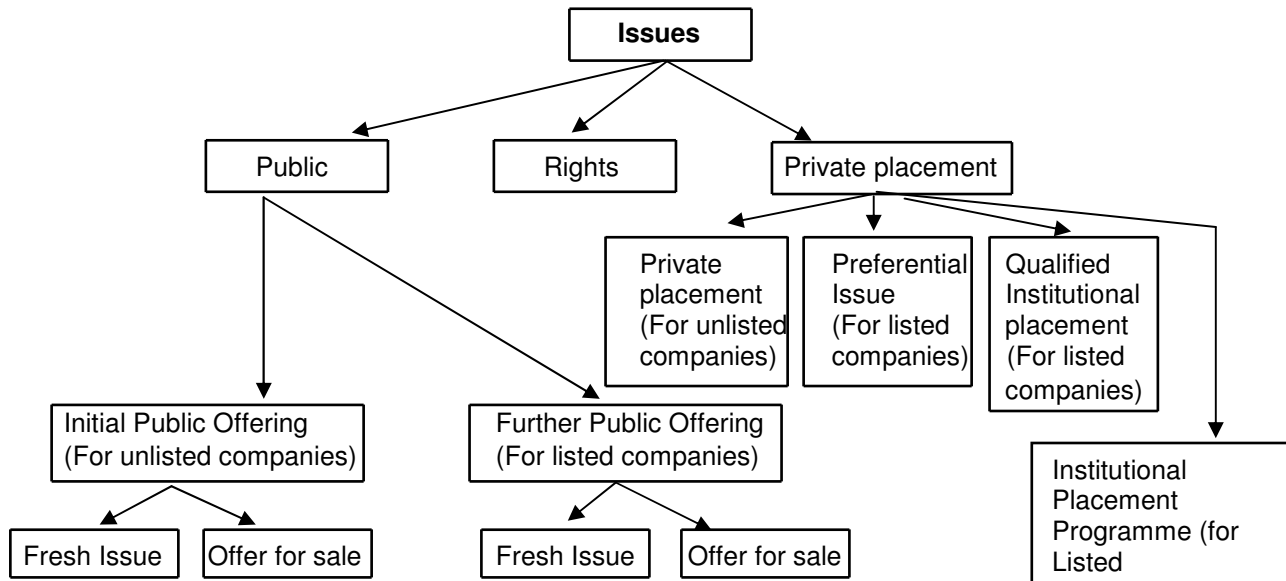 Issues
Public
Rights
Private placement
Private
placement
(For unlisted
companies)
Preferential
Issue
(For listed
companies)
Qualified
Institutional
placement
(For listed
companies)
Initial Public Offering
(For unlisted companies)
Further Public Offering
(For listed companies)
Institutional
Placement
Programme (for
Listed
Fresh Issue
Offer for sale
Fresh Issue
Offer for sale